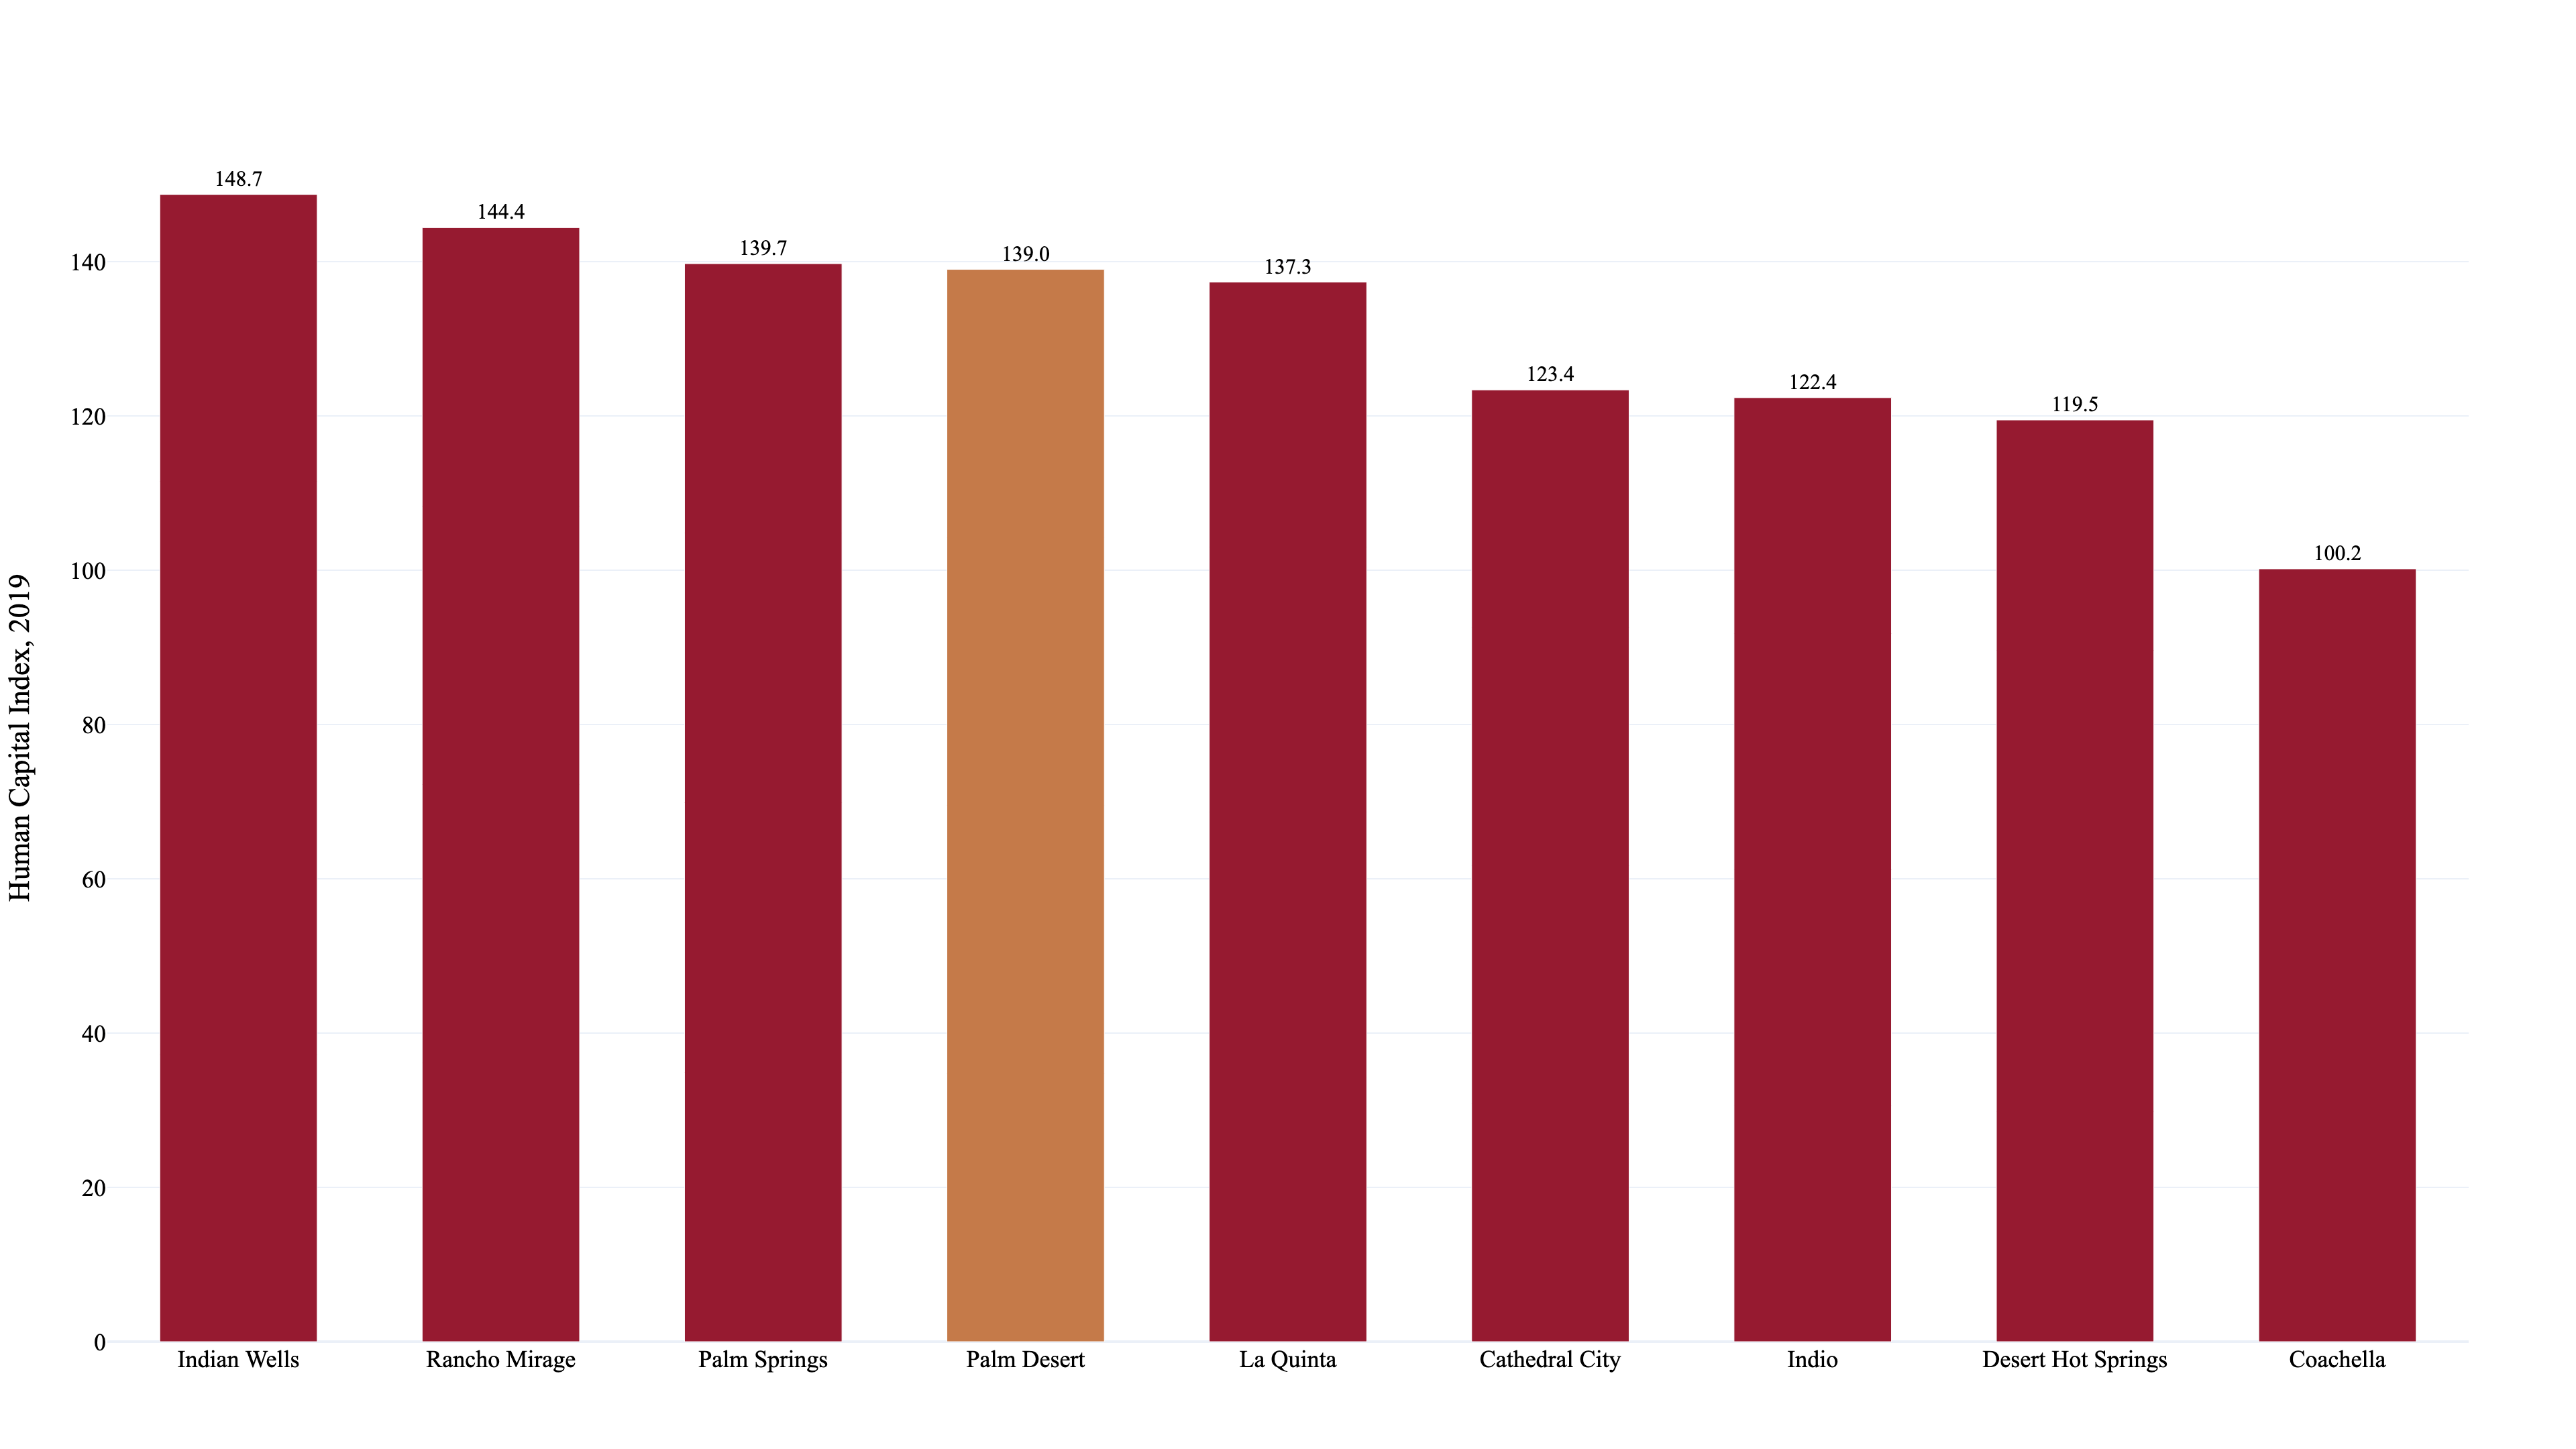 148.7
144.4
139.7
139.0
137.3
123.4
122.4
119.5
100.2
140
120
100
80
60
40
20
0
Human Capital Index, 2019
Indian Wells
Rancho Mirage
Palm Springs
Palm Desert
La Quinta
Cathedral City
Indio
Desert Hot Springs
Coachella